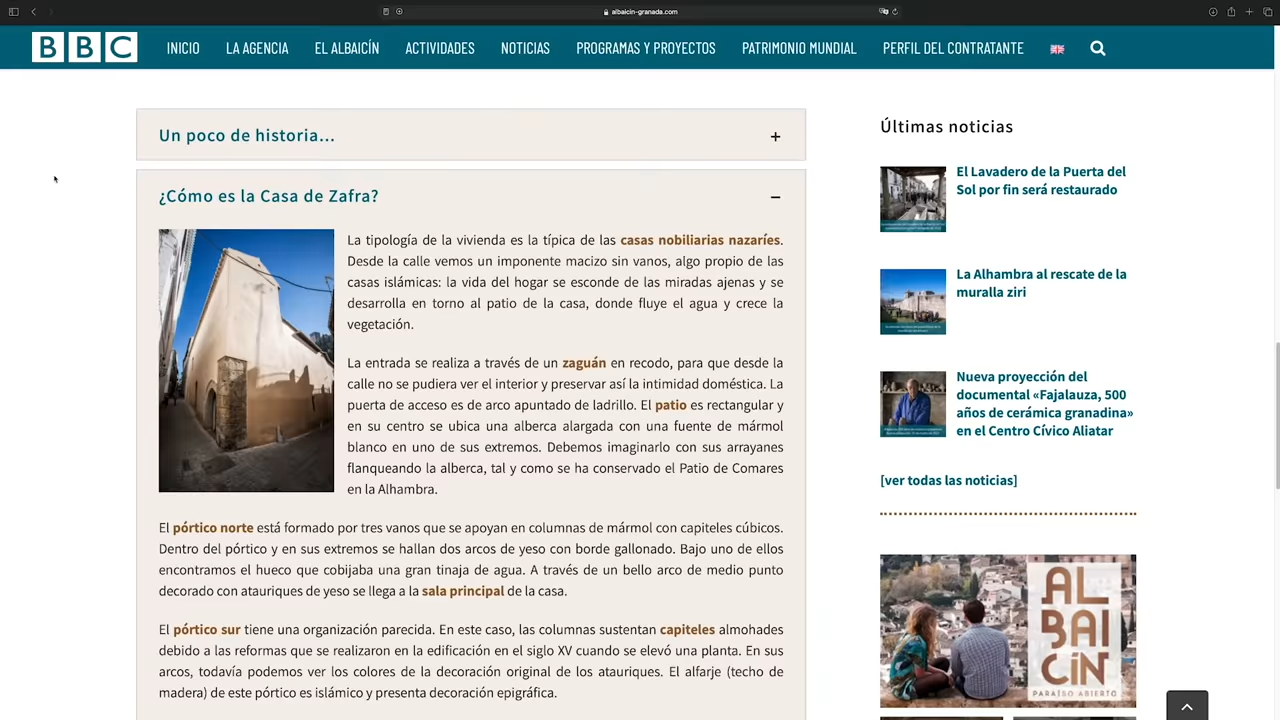 albaicin-granada.com
BBC
INICIO LA AGENCIA EL ALBAICÍN ACTIVIDADES NOTICIAS PROGRAMAS Y PROYECTOS PATRIMONIO MUNDIAL PERFIL DEL CONTRATANTE
Un poco de historia... +
¿Cómo es la Casa de Zafra? −
La tipología de la vivienda es la típica de las casas nobiliarias nazaríes.
Desde la calle vemos un imponente macizo sin vanos, algo propio de las
casas islámicas: la vida del hogar se esconde de las miradas ajenas y se
desarrolla en torno al patio de la casa, donde fluye el agua y crece la
vegetación.
La entrada se realiza a través de un zaguán en recodo, para que desde la
calle no se pudiera ver el interior y preservar así la intimidad doméstica. La
puerta de acceso es de arco apuntado de ladrillo. El patio es rectangular y
en su centro se ubica una alberca alargada con una fuente de mármol
blanco en uno de sus extremos. Debemos imaginarlo con sus arrayanes
flanqueando la alberca, tal y como se ha conservado el Patio de Comares
en la Alhambra.
El pórtico norte está formado por tres vanos que se apoyan en columnas de mármol con capiteles cúbicos.
Dentro del pórtico y en sus extremos se hallan dos arcos de yeso con borde gallonado. Bajo uno de ellos
encontramos el hueco que cobijaba una gran tinaja de agua. A través de un bello arco de medio punto
decorado con atauriques de yeso se llega a la sala principal de la casa.
El pórtico sur tiene una organización parecida. En este caso, las columnas sustentan capiteles almohades
debido a las reformas que se realizaron en la edificación en el siglo XV cuando se elevó una planta. En sus
arcos, todavía podemos ver los colores de la decoración original de los atauriques. El alfarje (techo de
madera) de este pórtico es islámico y presenta decoración epigráfica.
Últimas noticias
El Lavadero de la Puerta del
Sol por fin será restaurado
La Alhambra al rescate de la
muralla ziri
Nueva proyección del
documental «Fajalauza, 500
años de cerámica granadina»
en el Centro Cívico Aliatar
[ver todas las noticias]
AL
BAI
CÍN
PARAÍSO ABIERTO